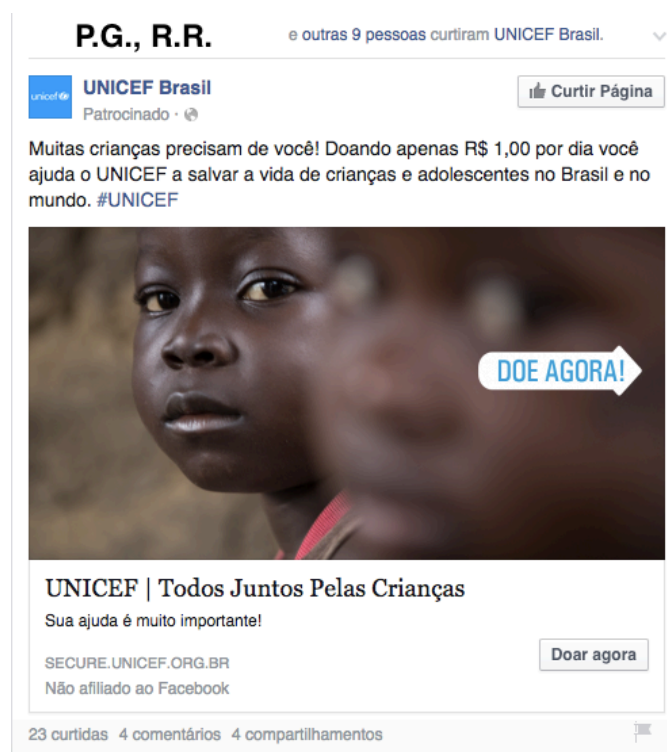 P.G., R.R. e outras 9 pessoas curtiram UNICEF Brasil.
unicef
UNICEF Brasil
Curtir Página
Patrocinado ·
Muitas crianças precisam de você! Doando apenas R$ 1,00 por dia você
ajuda o UNICEF a salvar a vida de crianças e adolescentes no Brasil e no
mundo. #UNICEF
DOE AGORA!
UNICEF | Todos Juntos Pelas Crianças
Sua ajuda é muito importante!
Doar agora
SECURE.UNICEF.ORG.BR
Não afiliado ao Facebook
23 curtidas 4 comentários 4 compartilhamentos